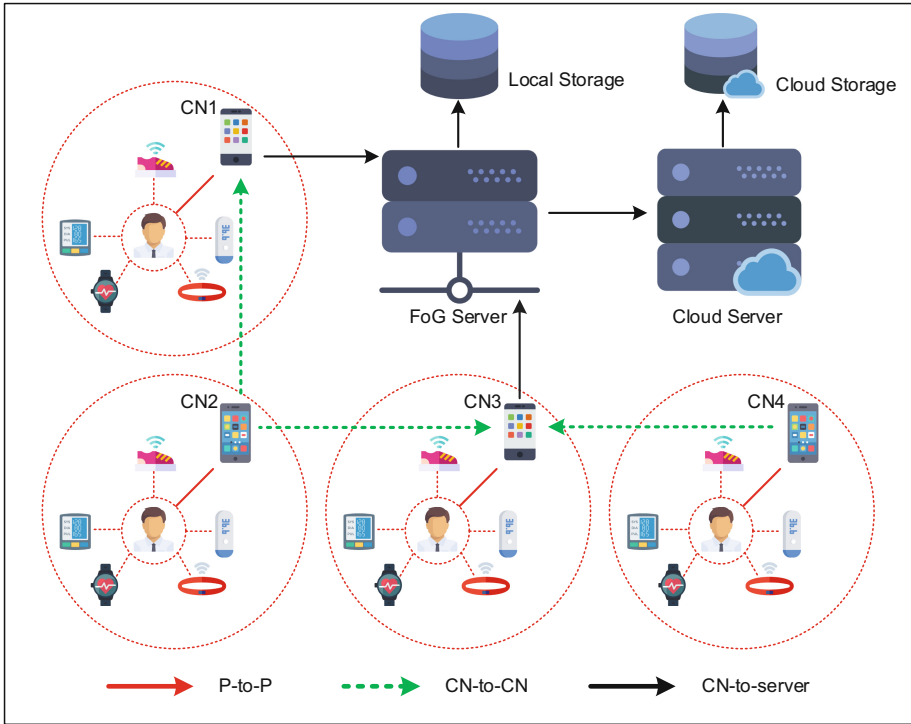 Local Storage
Cloud Storage
CN1
FoG Server
Cloud Server
CN2
CN3
CN4
P-to-P
CN-to-CN
CN-to-server